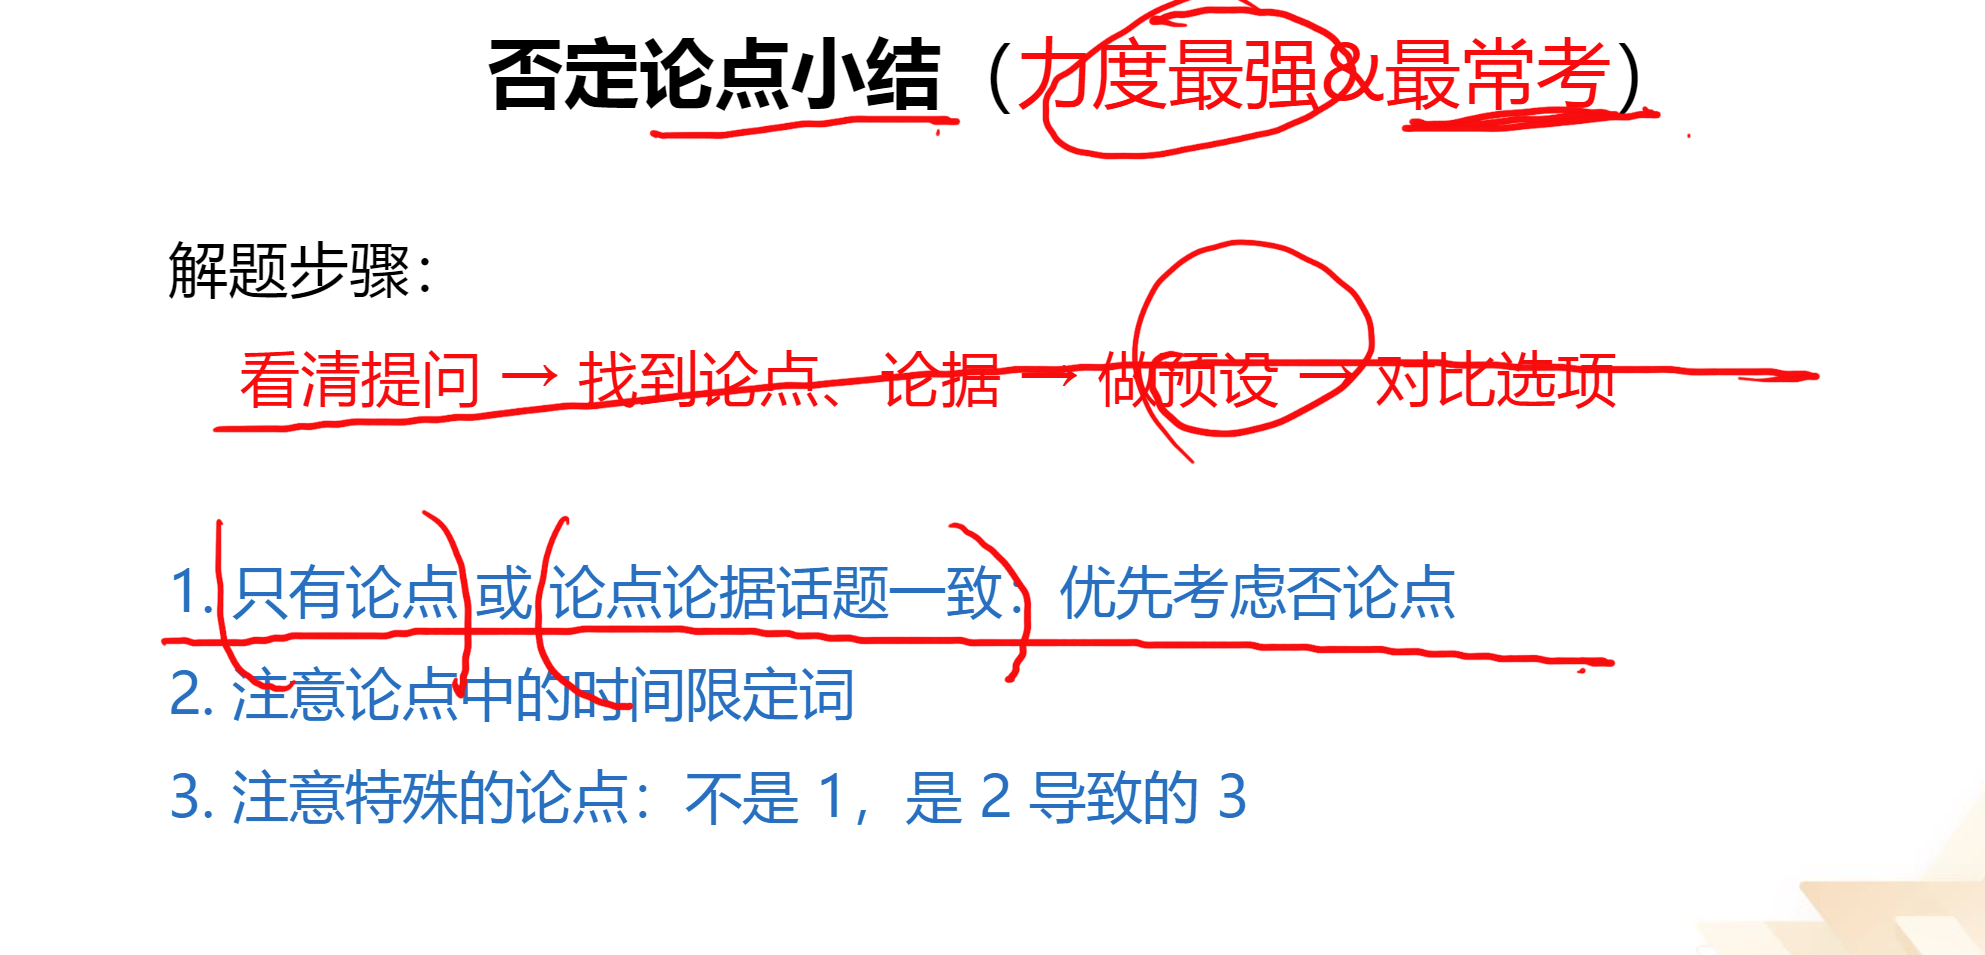 否定论点小结（力度最强&最常考）
解题步骤：
看清提问 → 找到论点、论据 → 做预设 → 对比选项
1. 只有论点 或 论点论据话题一致：优先考虑否论点
2. 注意论点中的时间限定词
3. 注意特殊的论点：不是 1，是 2 导致的 3